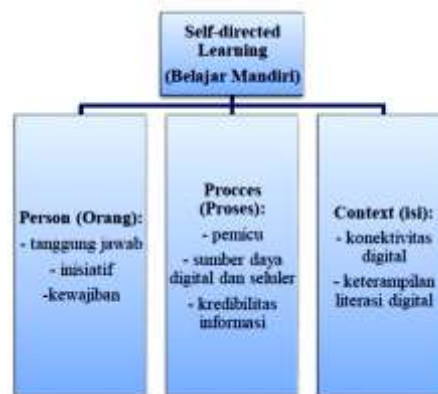 Self-directed
Learning
(Belajar Mandiri)
Person (Orang):
- tanggung jawab
- inisiatif
-kewajiban
Procces
(Proses):
- pemicu
- sumber daya
digital dan seluler
- kredibilitas
informasi
Context (isi):
- konektivitas
digital
- keterampilan
literasi digital